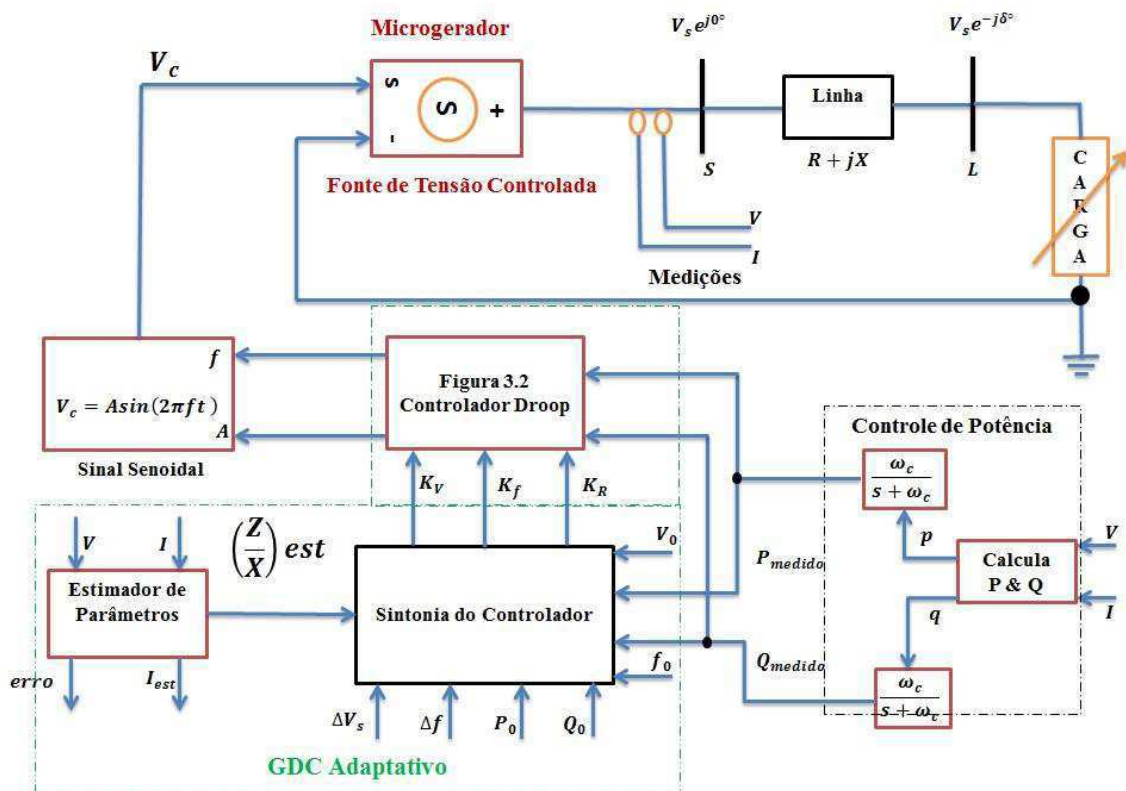 Microgerador
V_s e^{j0°}
V_s e^{-jδ°}
V_c
s
S
+
-
Linha
Fonte de Tensão Controlada
S
R + jX
L
CARGA
V
I
Medições
f
V_c = Asin(2πft)
A
Sinal Senoidal
Figura 3.2
Controlador Droop
Controle de Potência
ω_c
s + ω_c
K_V
K_f
K_R
V
I
(Z/X) est
V_0
P_medido
p
Calcula
P & Q
V
I
Estimador de
Parâmetros
Sintonia do Controlador
q
erro
I_est
f_0
Q_medido
ω_c
s + ω_c
ΔV_s
Δf
P_0
Q_0
GDC Adaptativo